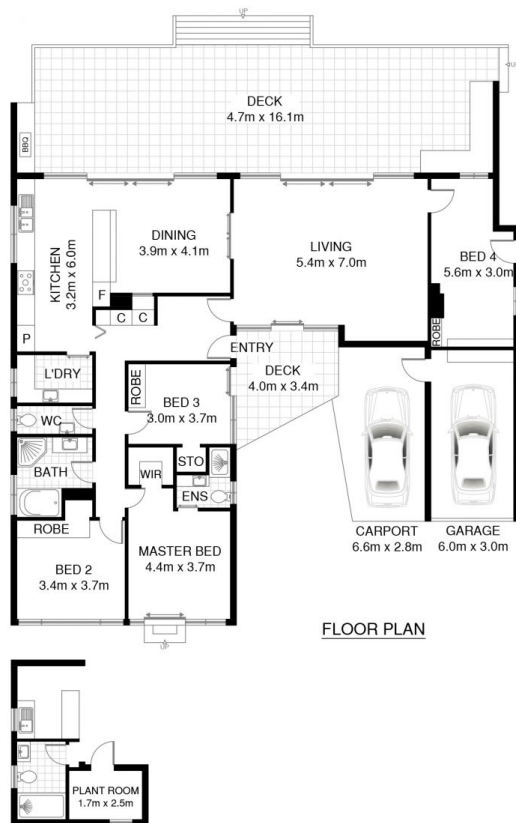 UP
UP
DECK
4.7m x 16.1m
BBQ
KITCHEN
3.2m x 6.0m
DINING
3.9m x 4.1m
LIVING
5.4m x 7.0m
BED 4
5.6m x 3.0m
F
C C
P
ROBE
ENTRY
L'DRY
DECK
4.0m x 3.4m
ROBE
BED 3
3.0m x 3.7m
WC
BATH
WIR
STO
ENS
ROBE
CARPORT
6.6m x 2.8m
GARAGE
6.0m x 3.0m
MASTER BED
4.4m x 3.7m
BED 2
3.4m x 3.7m
FLOOR PLAN
UP
PLANT ROOM
1.7m x 2.5m